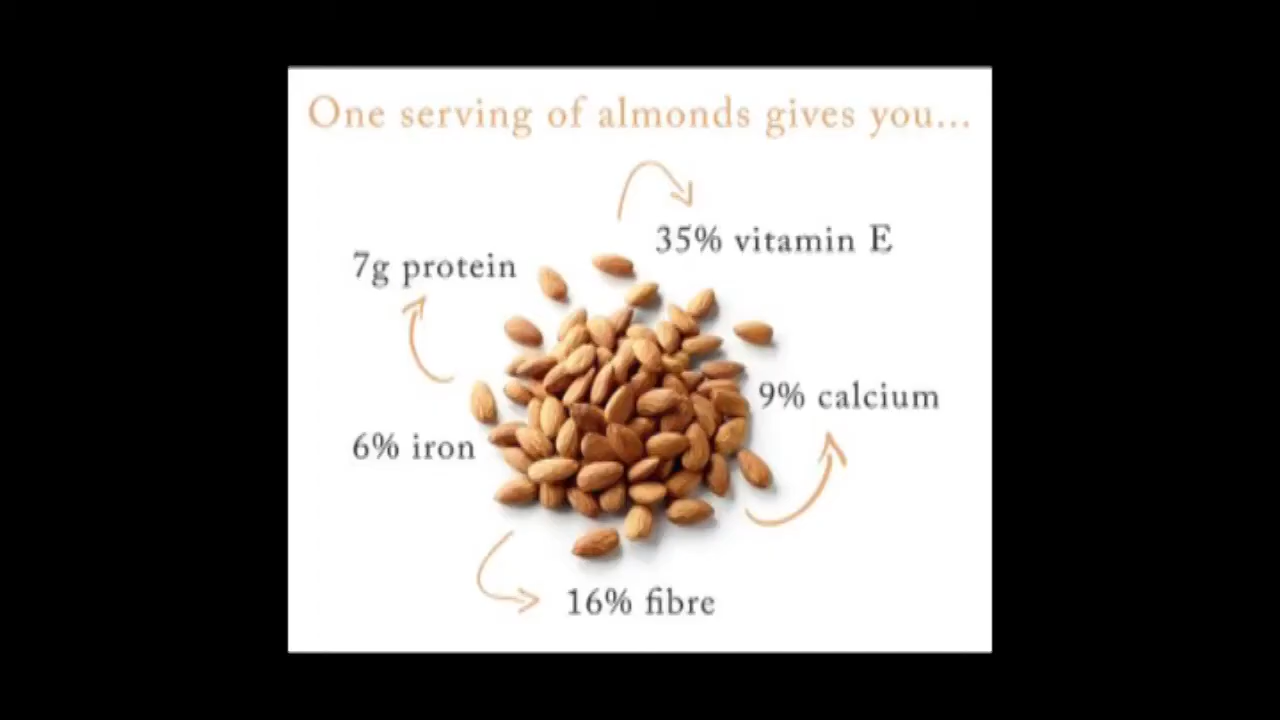 One serving of almonds gives you...
35% vitamin E
7g protein
9% calcium
6% iron
16% fibre